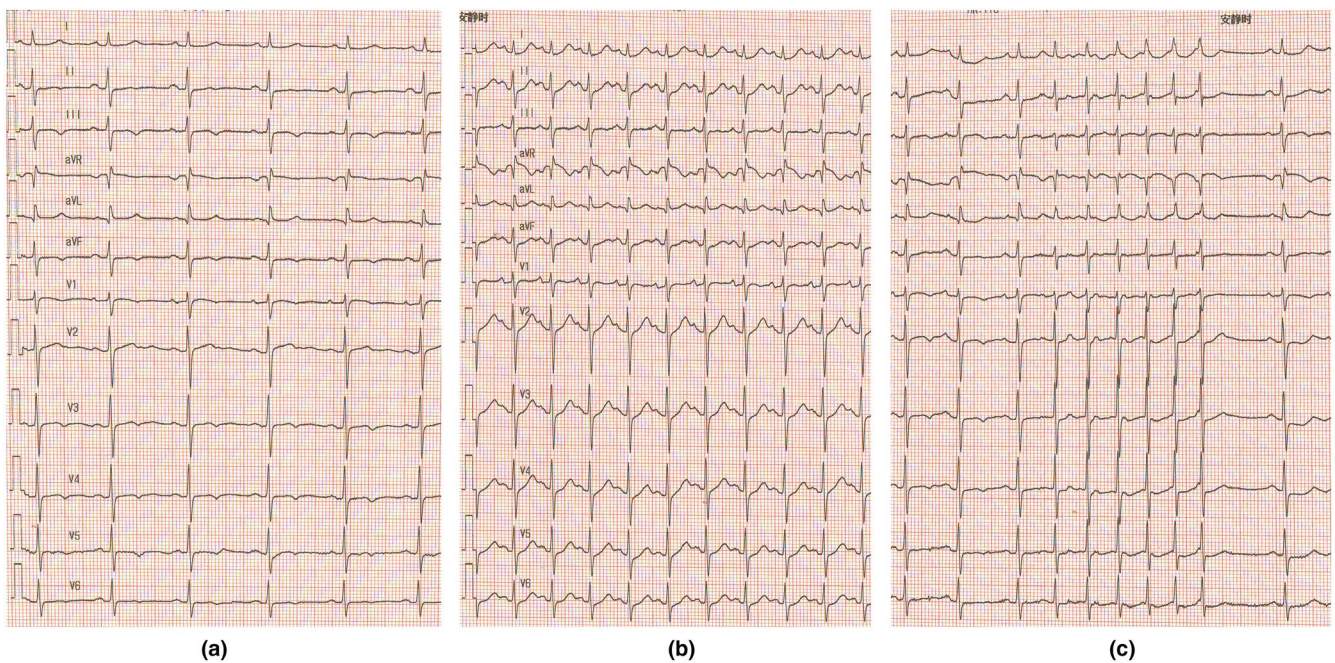 I
II
III
aVR
aVL
aVF
V1
V2
V3
V4
V5
V6
(a)
安静时
I
II
III
aVR
aVL
aVF
V1
V2
V3
V4
V5
V6
(b)
安静时
(c)